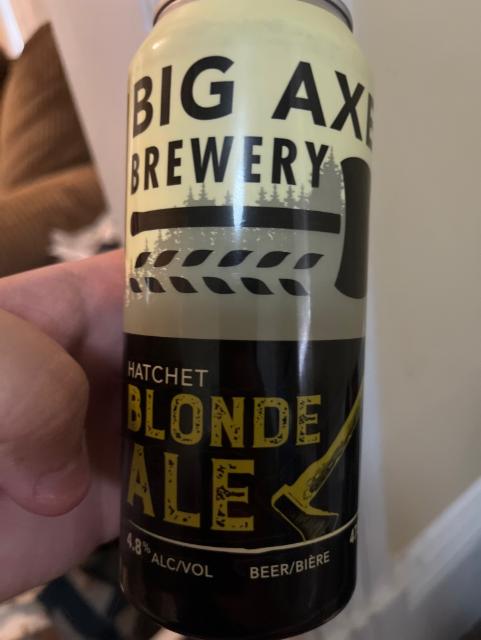 BIG AXE
BREWERY
HATCHET
BLONDE
ALE
4.8% ALC/VOL BEER/BIÈRE